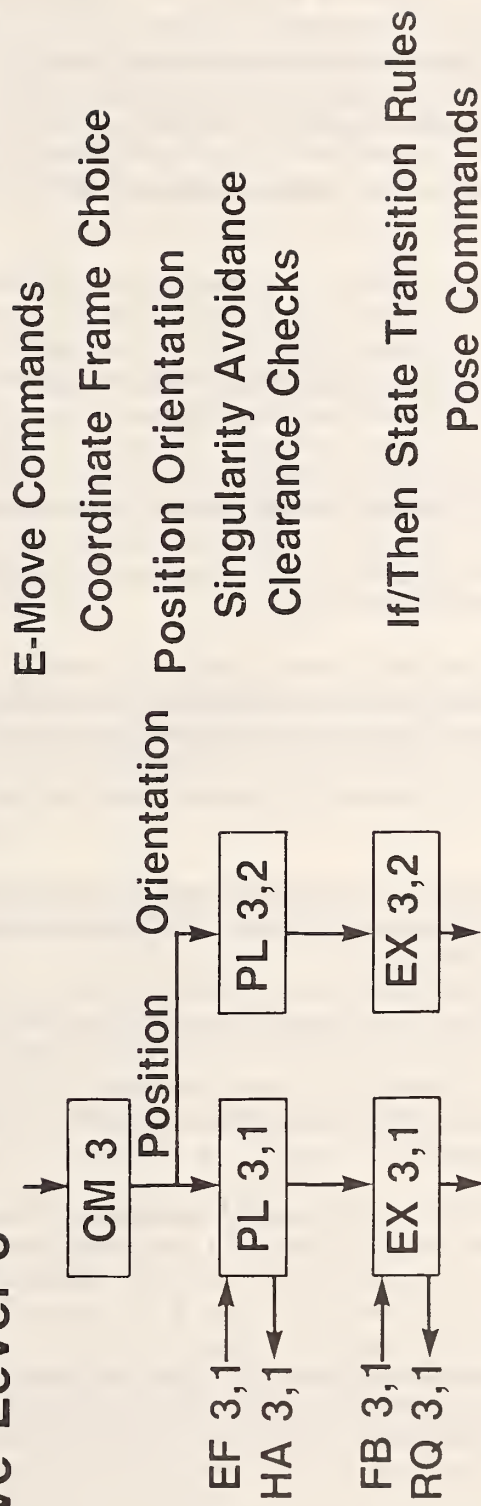 Level 3
E-Move Commands
CM 3
Coordinate Frame Choice
Position Orientation
Position Orientation
EF 3,1
HA 3,1
PL 3,1
PL 3,2
Singularity Avoidance
Clearance Checks
FB 3,1
RQ 3,1
EX 3,1
EX 3,2
If/Then State Transition Rules
Pose Commands